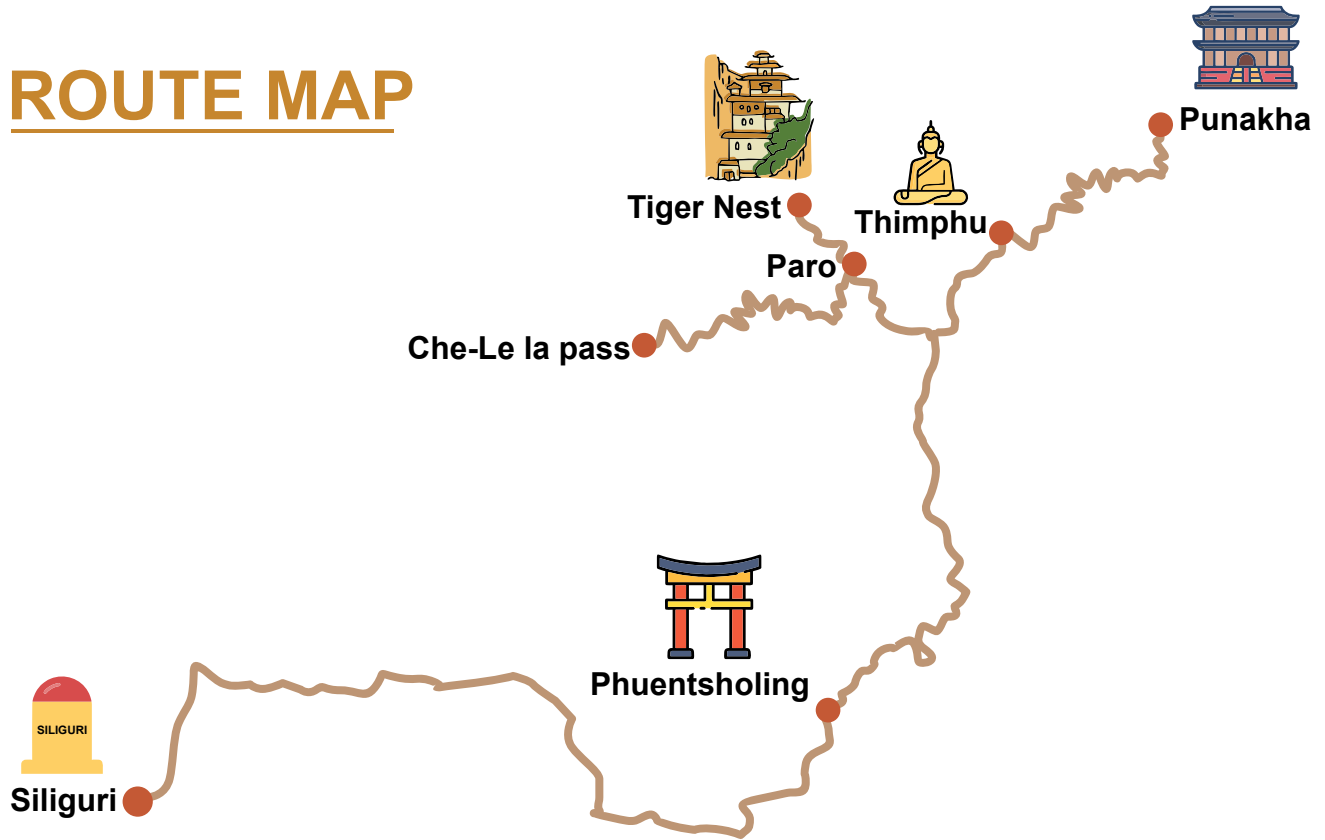 ROUTE MAP
Punakha
Tiger Nest
Thimphu
Paro
Che-Le la pass
Phuentsholing
SILIGURI
Siliguri